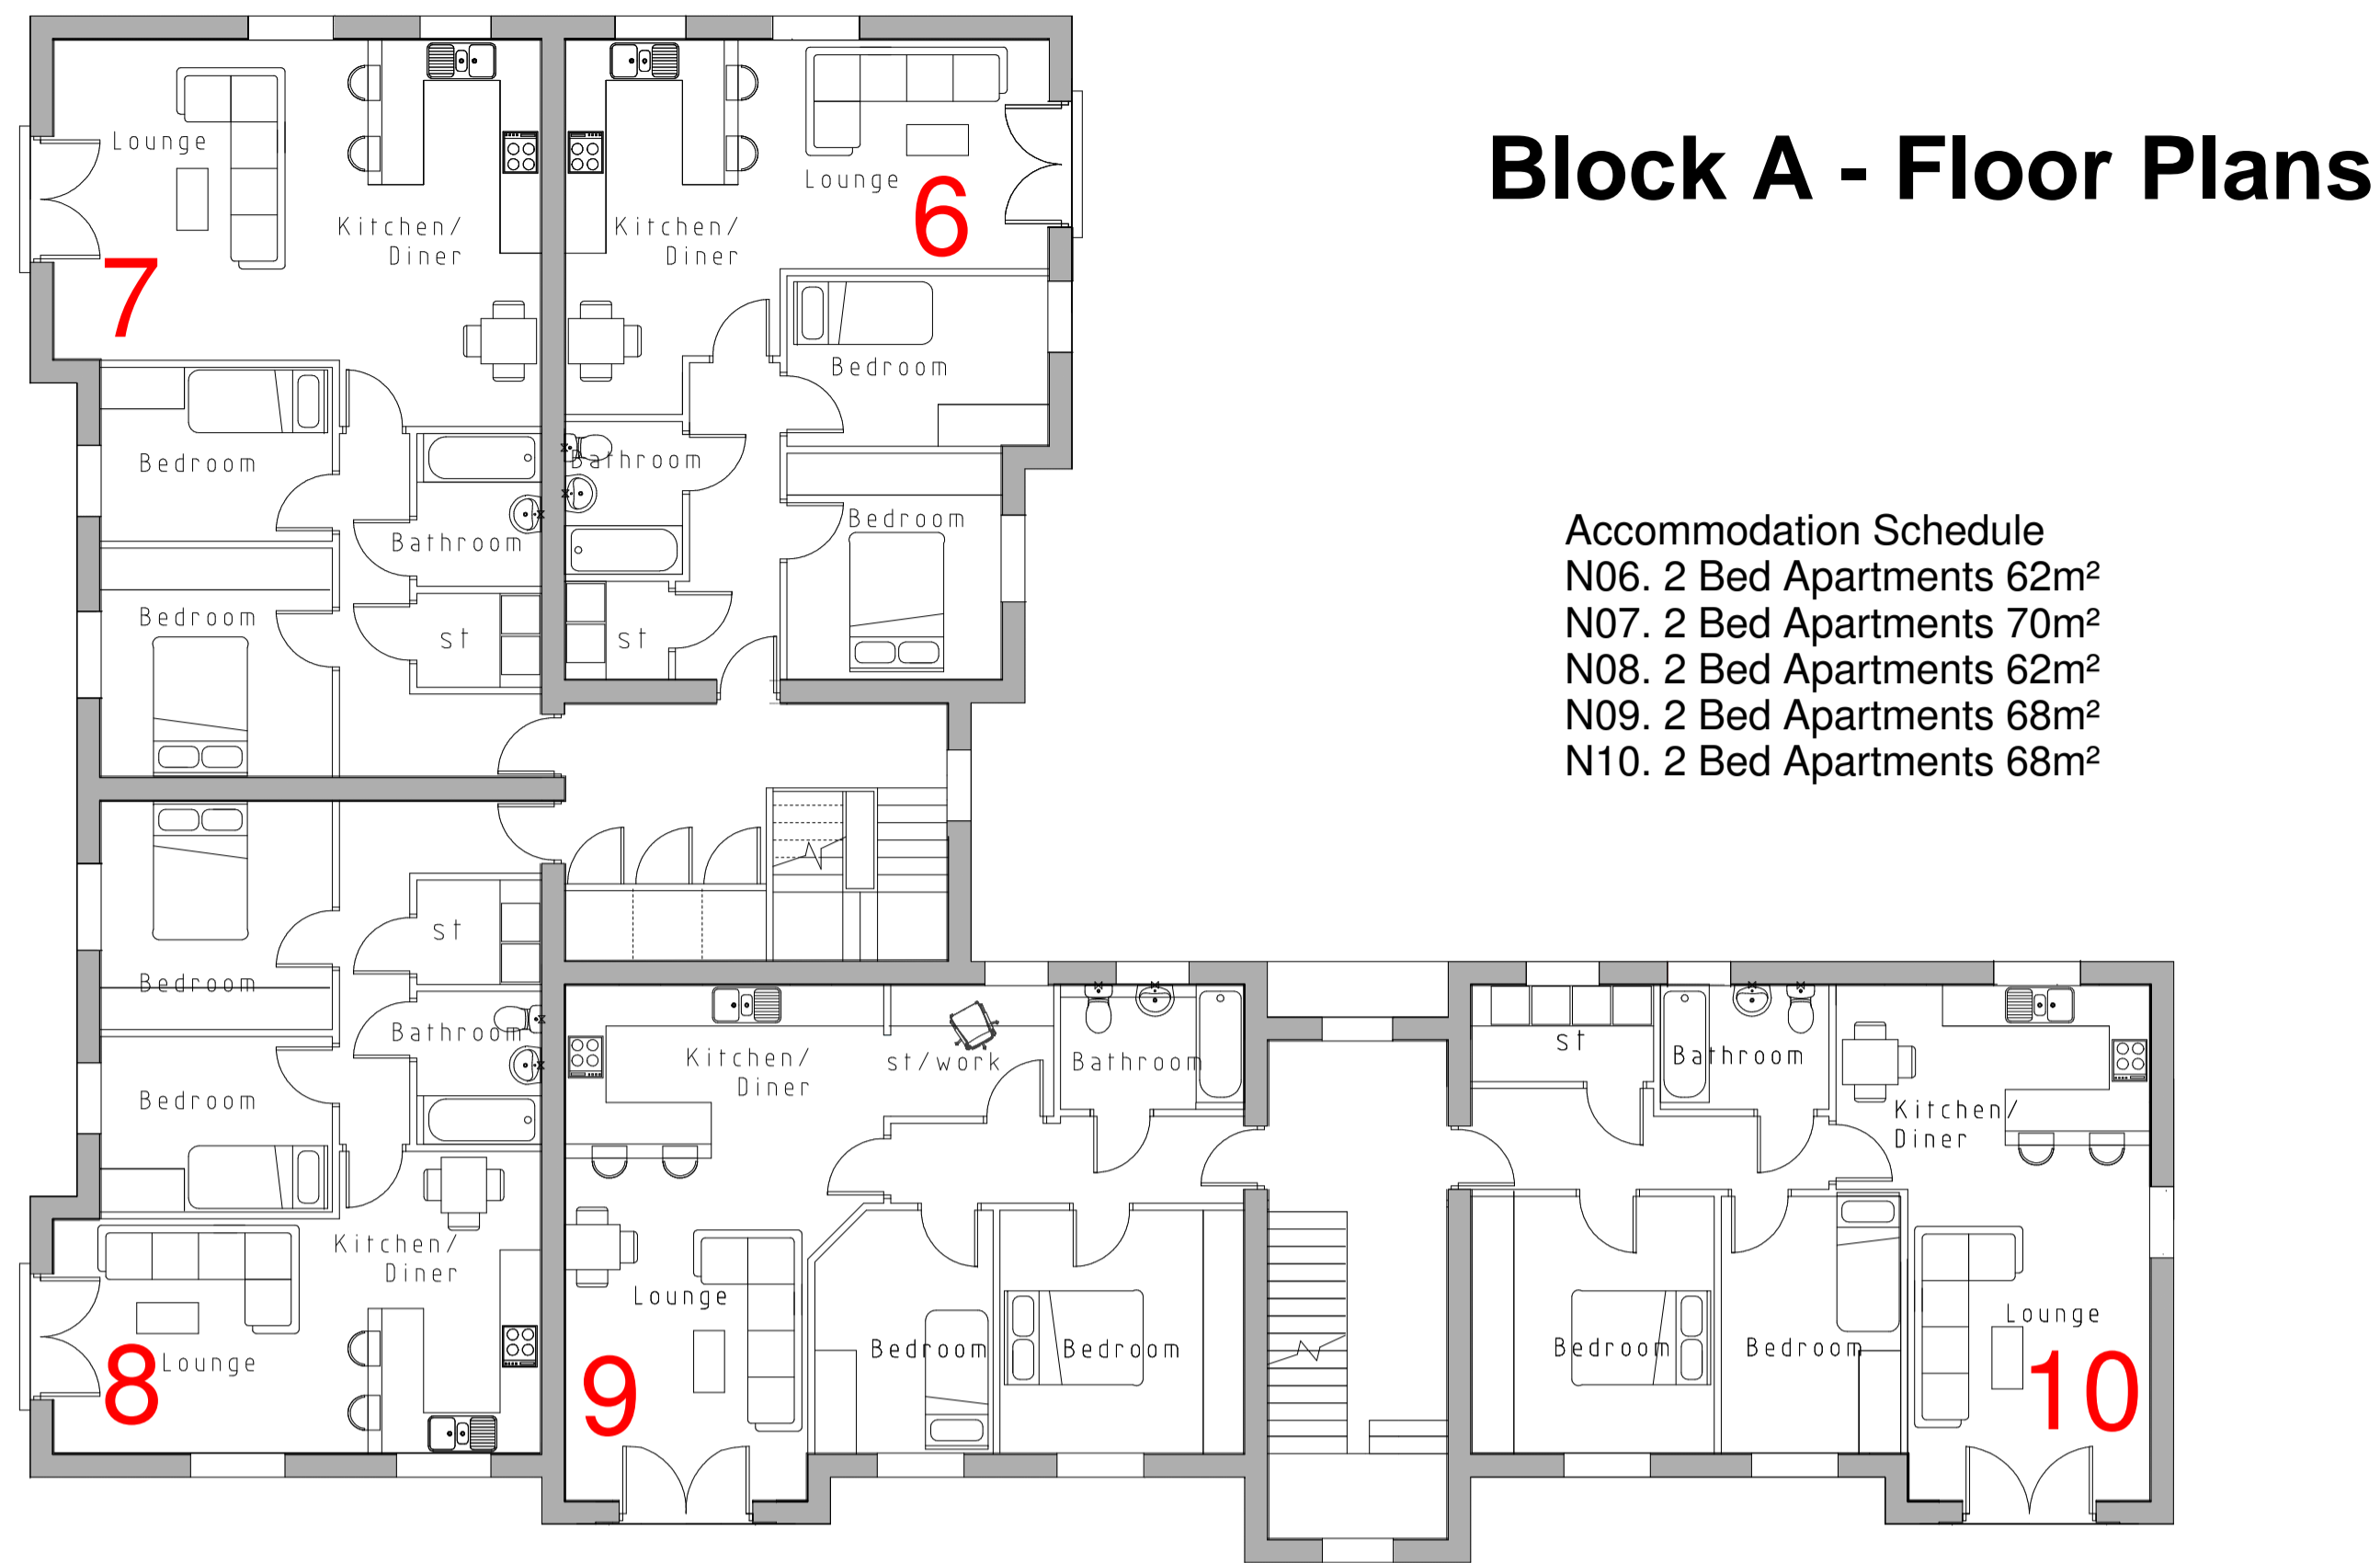 Block A - Floor Plans
Lounge
Kitchen/
Diner
7
Kitchen/
Diner
Lounge
6
Bedroom
Bedroom
Bathroom
Bedroom
st
Bathroom
Bedroom
st
Accommodation Schedule
N06. 2 Bed Apartments 62m²
N07. 2 Bed Apartments 70m²
N08. 2 Bed Apartments 62m²
N09. 2 Bed Apartments 68m²
N10. 2 Bed Apartments 68m²
st
Bedroom
Bathroom
Bedroom
Kitchen/
Diner
Lounge
8
Kitchen/
Diner
st/work
Bathroom
Lounge
9
Bedroom
Bedroom
st
Bathroom
Kitchen/
Diner
Bedroom
Bedroom
Lounge
10